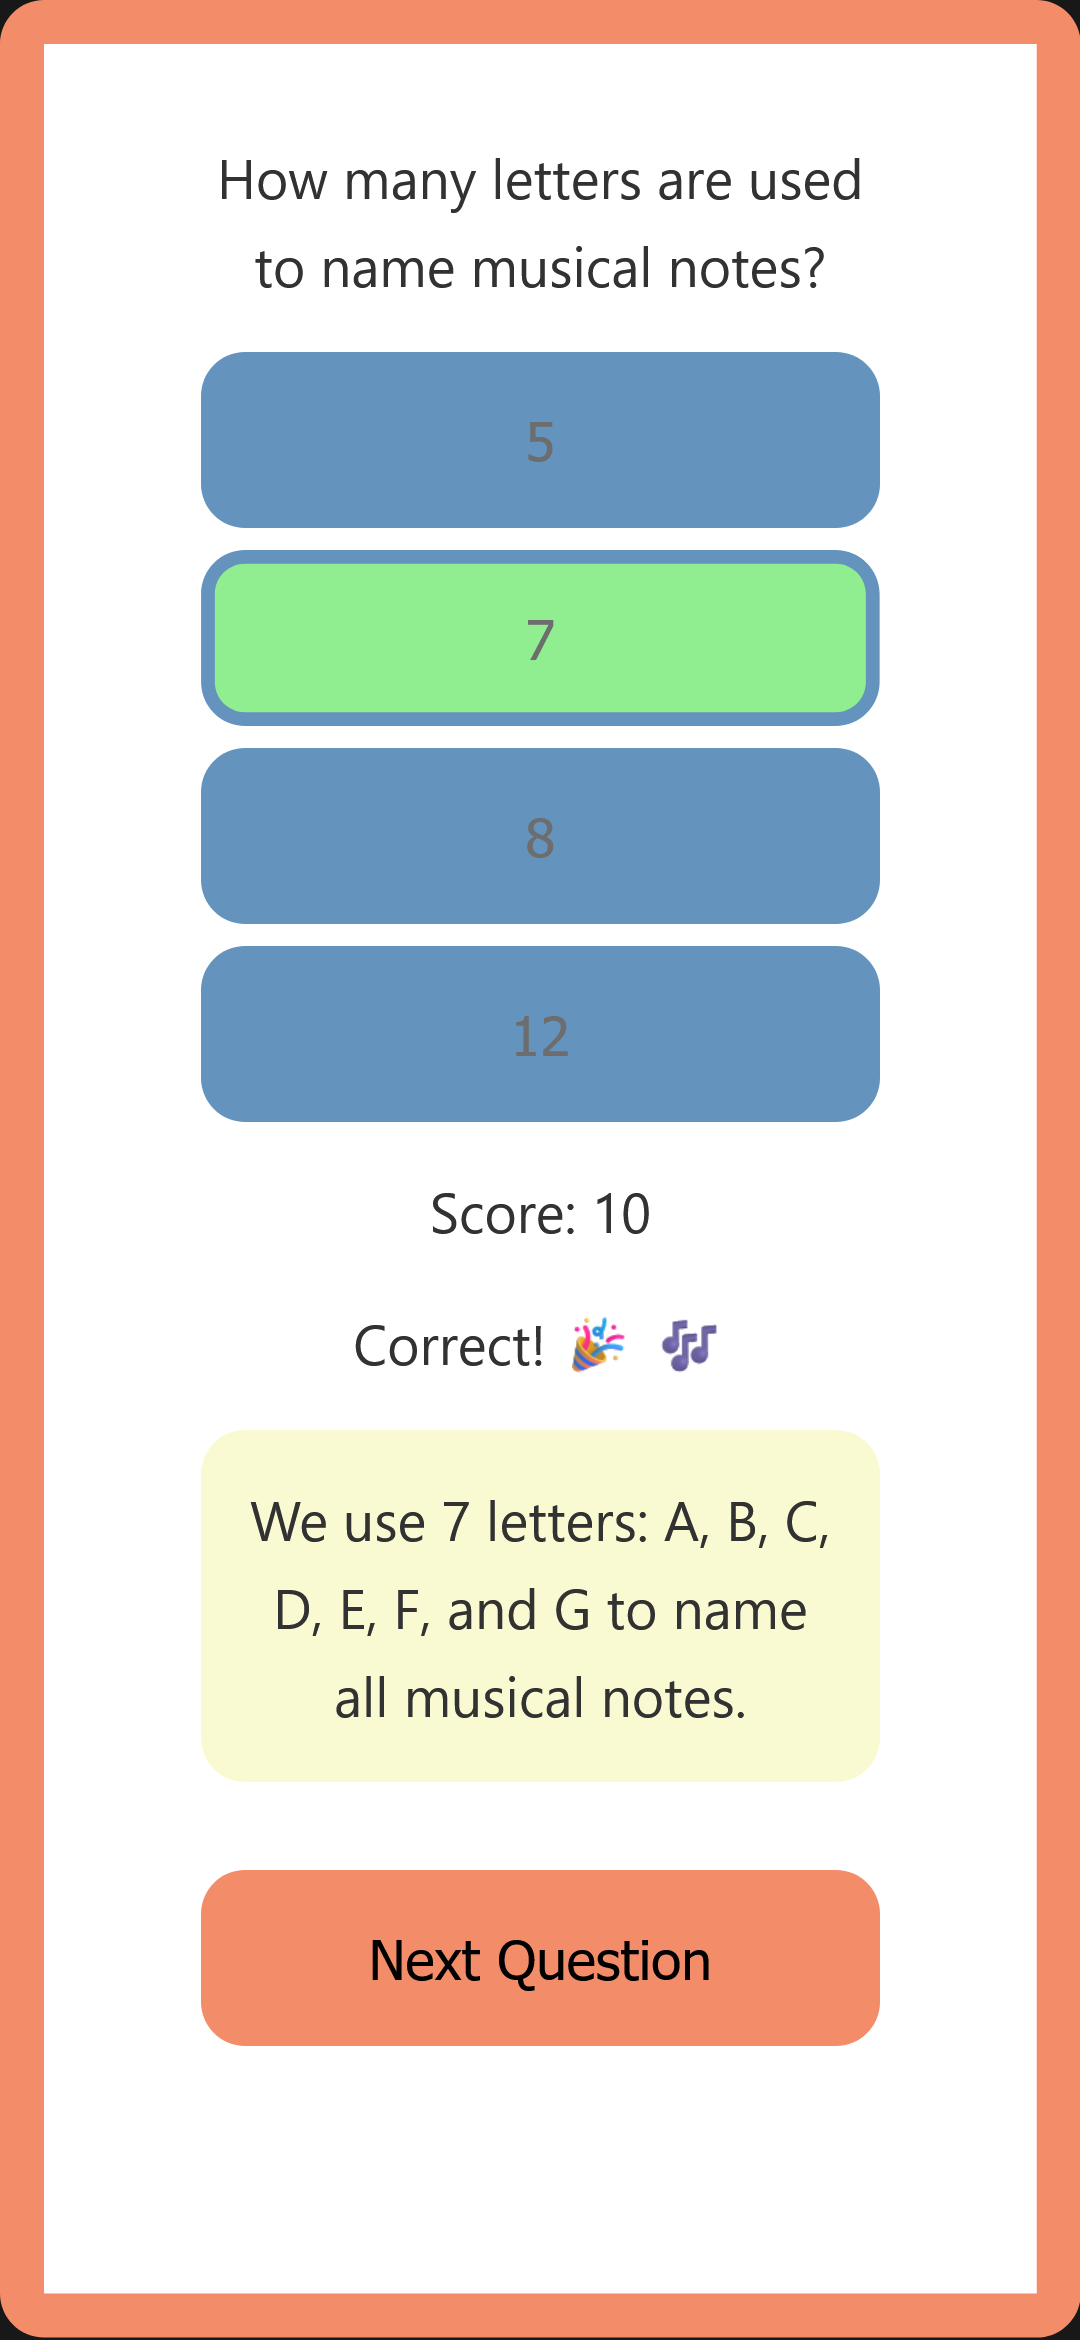 How many letters are used
to name musical notes?
5
7
8
12
Score: 10
Correct! 🎉 🎶
We use 7 letters: A, B, C,
D, E, F, and G to name
all musical notes.
Next Question